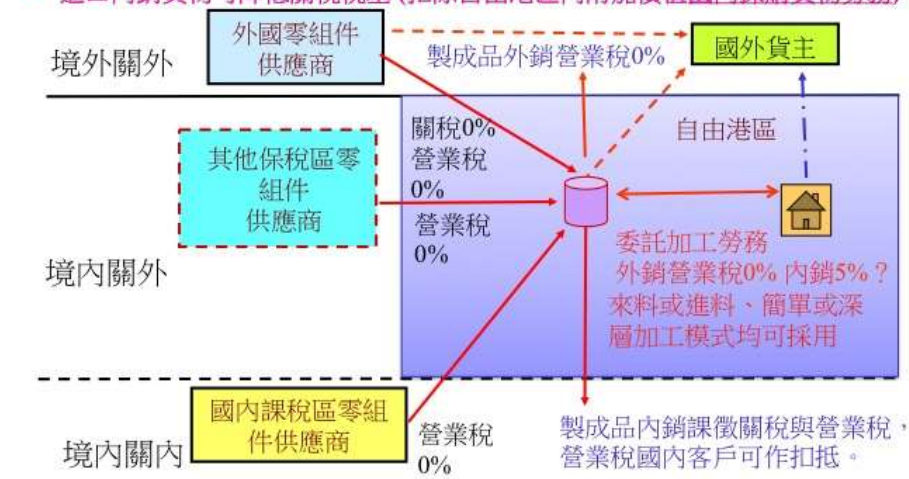 外國零組件
供應商
境外關外
製成品外銷營業稅0%
國外貨主
關稅0%
營業稅
0%
自由港區
其他保稅區零
組件
供應商
營業稅
0%
境內關外
委託加工勞務
外銷營業稅0% 內銷5%？
來料或進料、簡單或深
層加工模式均可採用
國內課稅區零組
件供應商
境內關內
營業稅
0%
製成品內銷課徵關稅與營業稅，
營業稅國內客戶可作扣抵。